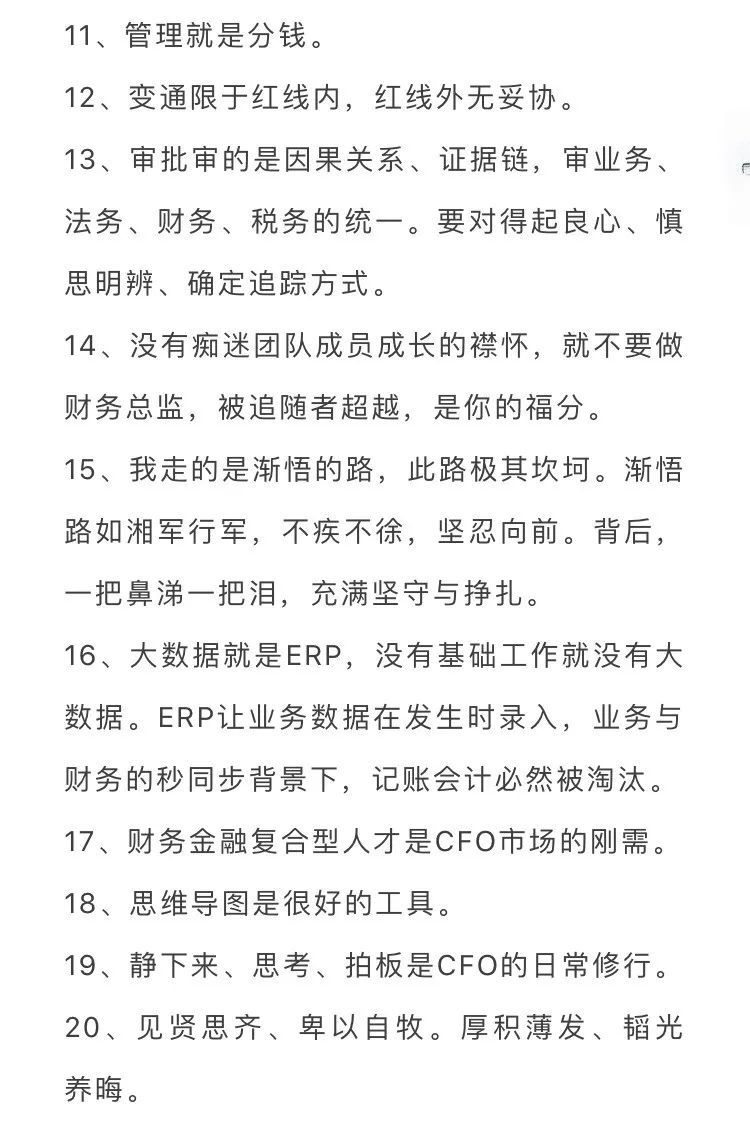 11、管理就是分钱。
12、变通限于红线内，红线外无妥协。
13、审批审的是因果关系、证据链，审业务、
法务、财务、税务的统一。要对得起良心、慎
思明辨、确定追踪方式。
14、没有痴迷团队成员成长的襟怀，就不要做
财务总监，被追随者超越，是你的福分。
15、我走的是渐悟的路，此路极其坎坷。渐悟
路如湘军行军，不疾不徐，坚忍向前。背后，
一把鼻涕一把泪，充满坚守与挣扎。
16、大数据就是ERP，没有基础工作就没有大
数据。ERP让业务数据在发生时录入，业务与
财务的秒同步背景下，记账会计必然被淘汰。
17、财务金融复合型人才是CFO市场的刚需。
18、思维导图是很好的工具。
19、静下来、思考、拍板是CFO的日常修行。
20、见贤思齐、卑以自牧。厚积薄发、韬光
养晦。